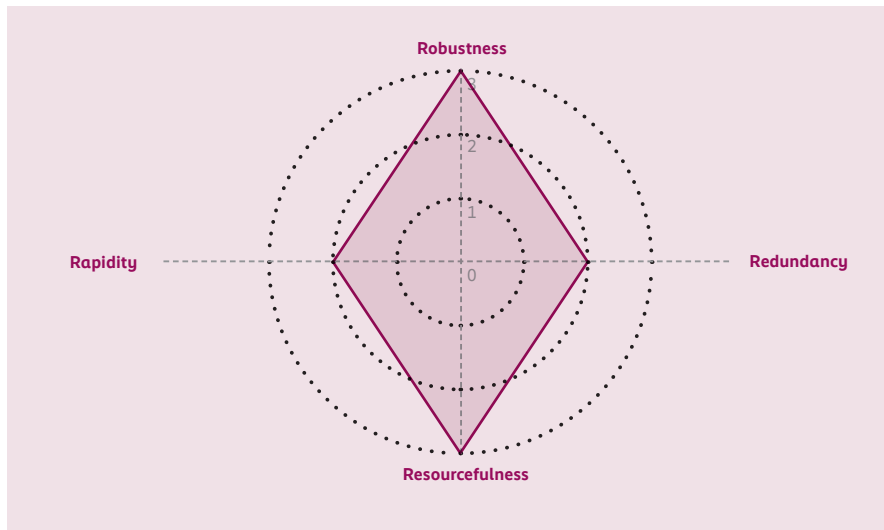 Robustness
3
2
1
Rapidity
Redundancy
0
Resourcefulness